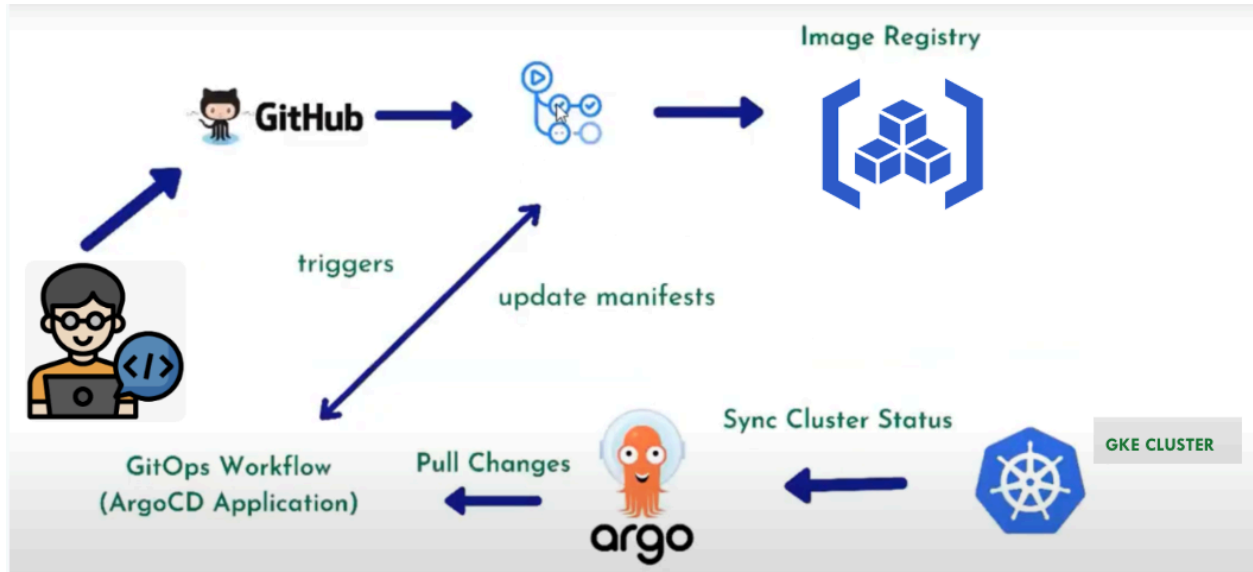 Image Registry
GitHub
triggers
update manifests
Sync Cluster Status
GKE CLUSTER
GitOps Workflow
(ArgoCD Application)
Pull Changes
argo